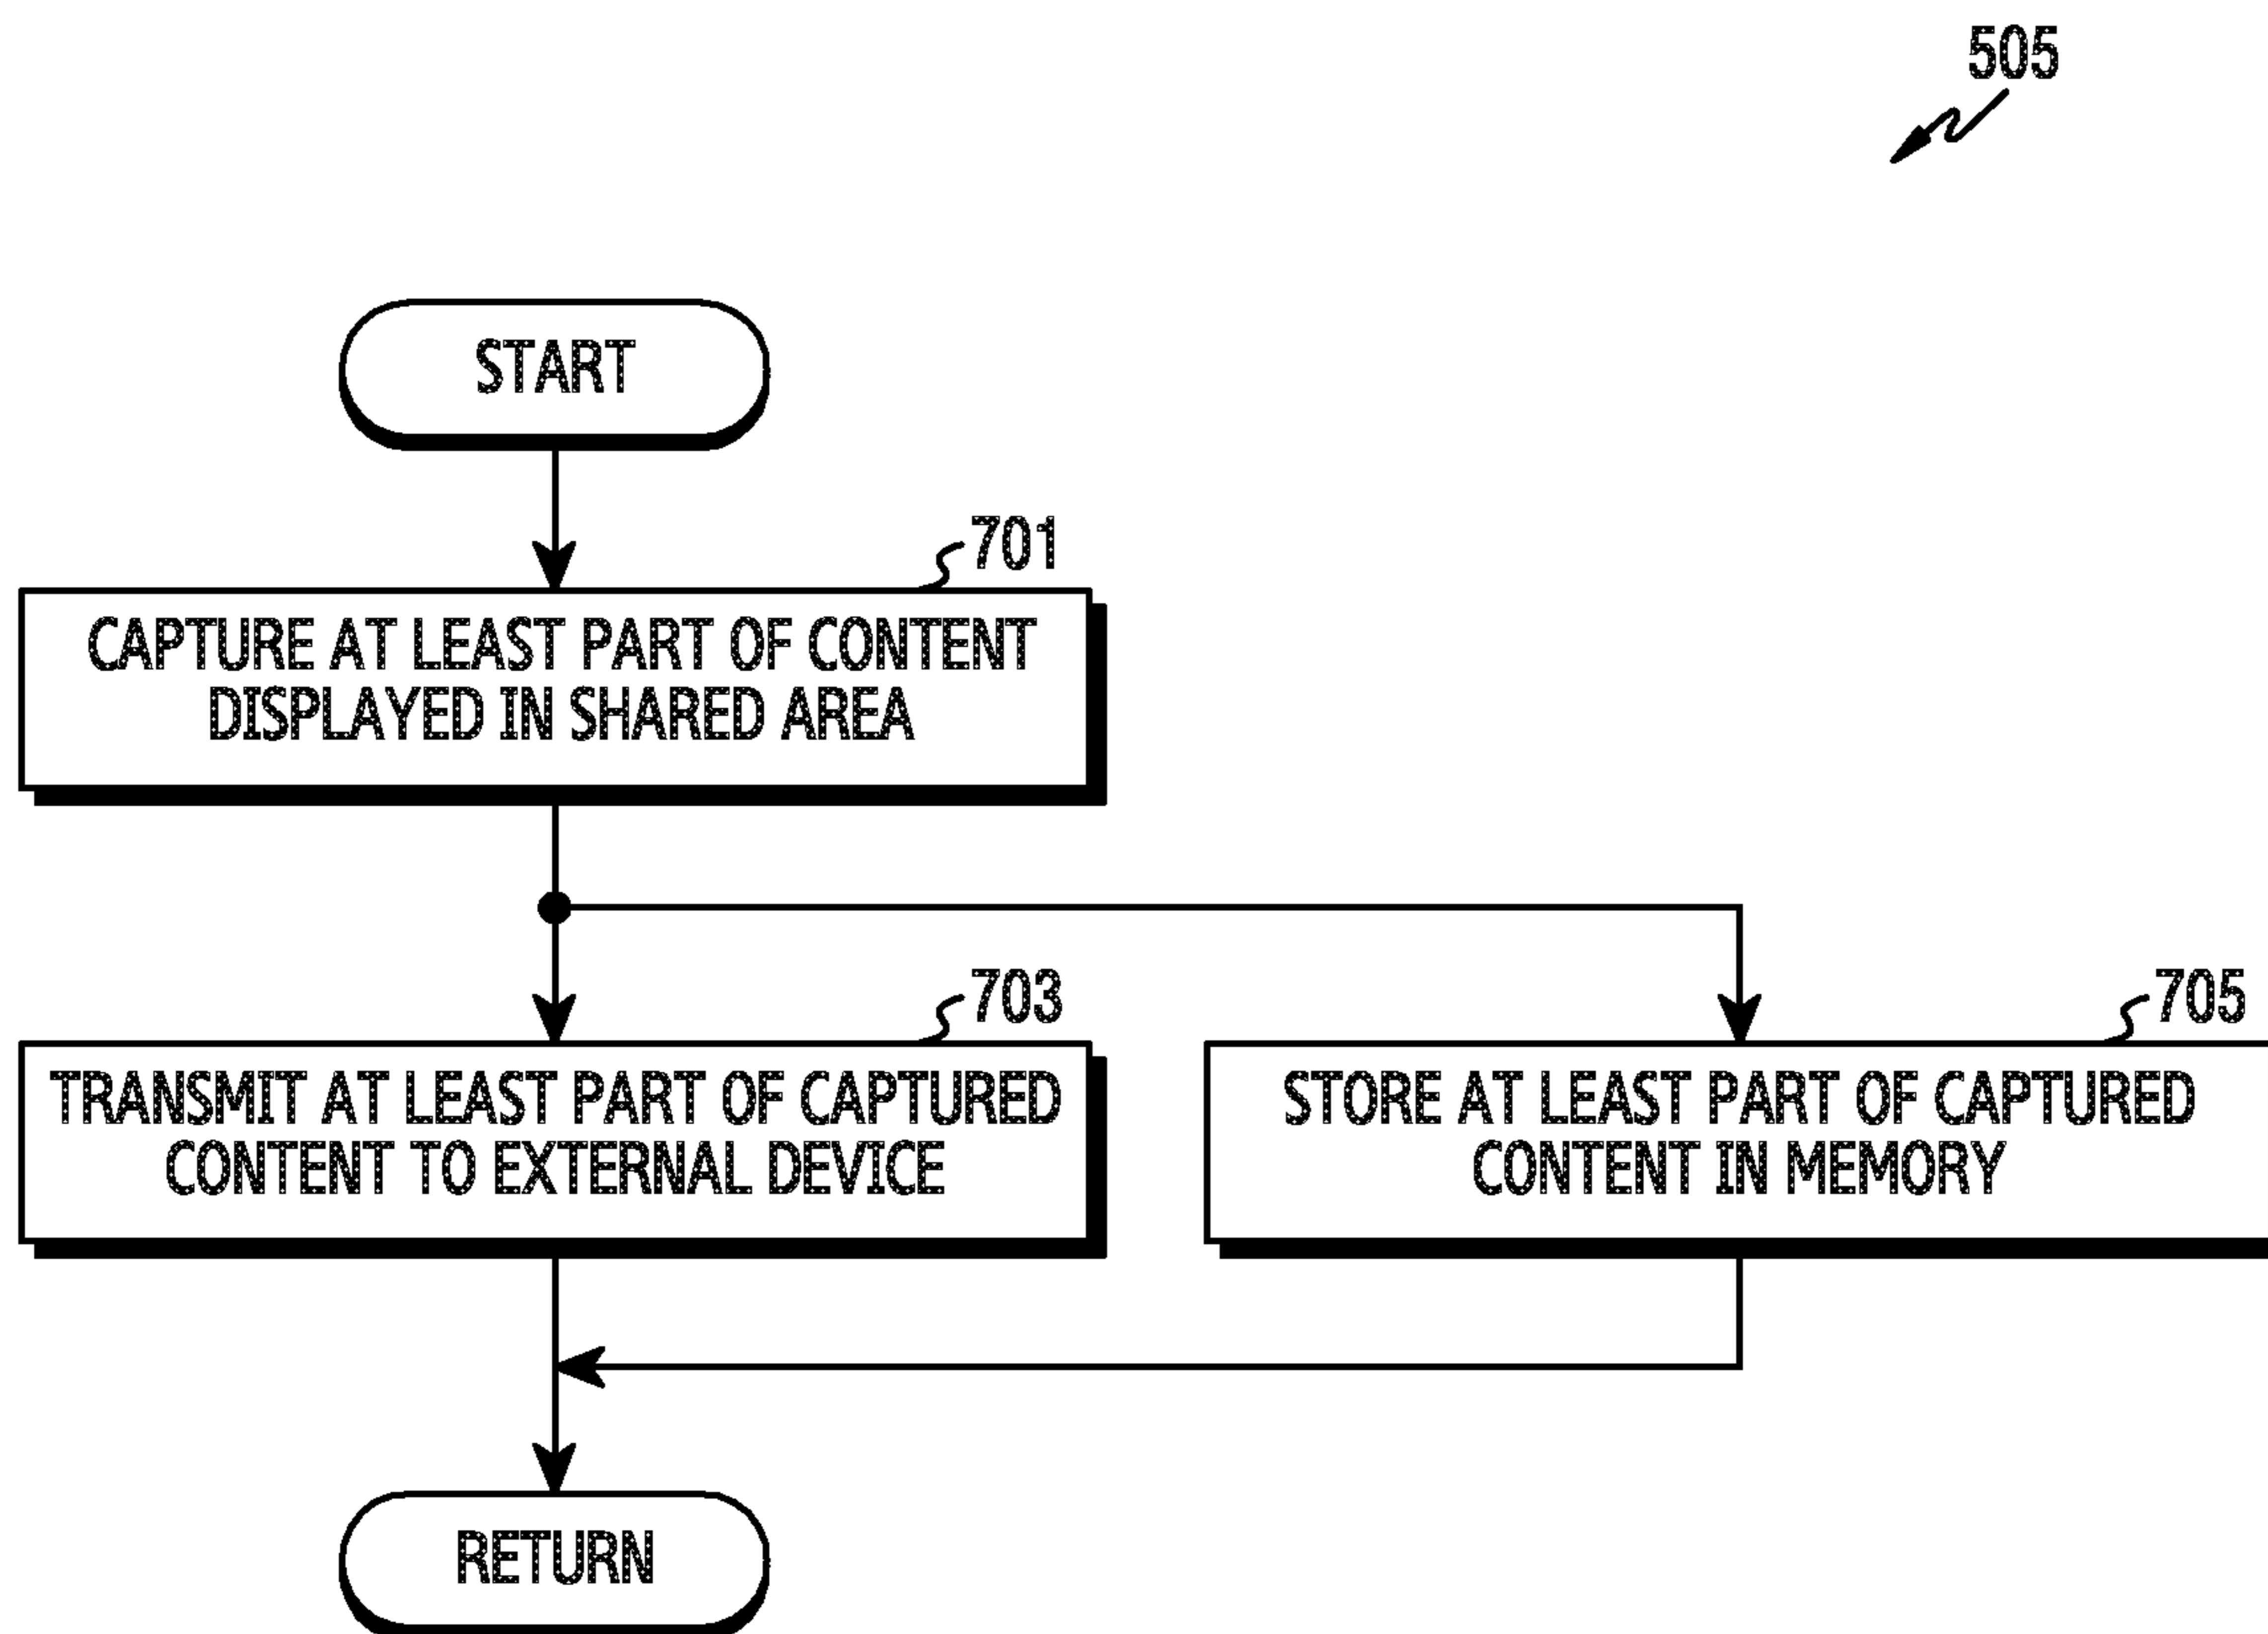 505
START
701
CAPTURE AT LEAST PART OF CONTENT
DISPLAYED IN SHARED AREA
703
TRANSMIT AT LEAST PART OF CAPTURED
CONTENT TO EXTERNAL DEVICE
705
STORE AT LEAST PART OF CAPTURED
CONTENT IN MEMORY
RETURN